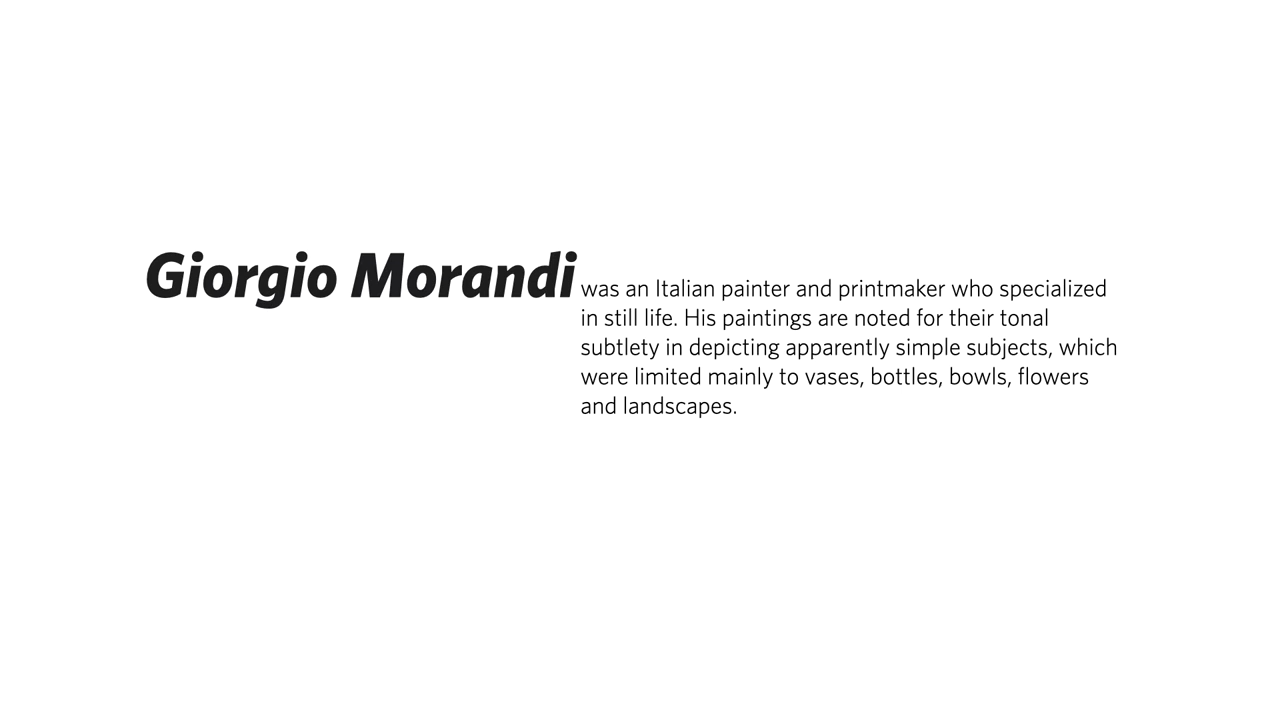 Giorgio Morandi was an Italian painter and printmaker who specialized
in still life. His paintings are noted for their tonal
subtlety in depicting apparently simple subjects, which
were limited mainly to vases, bottles, bowls, flowers
and landscapes.